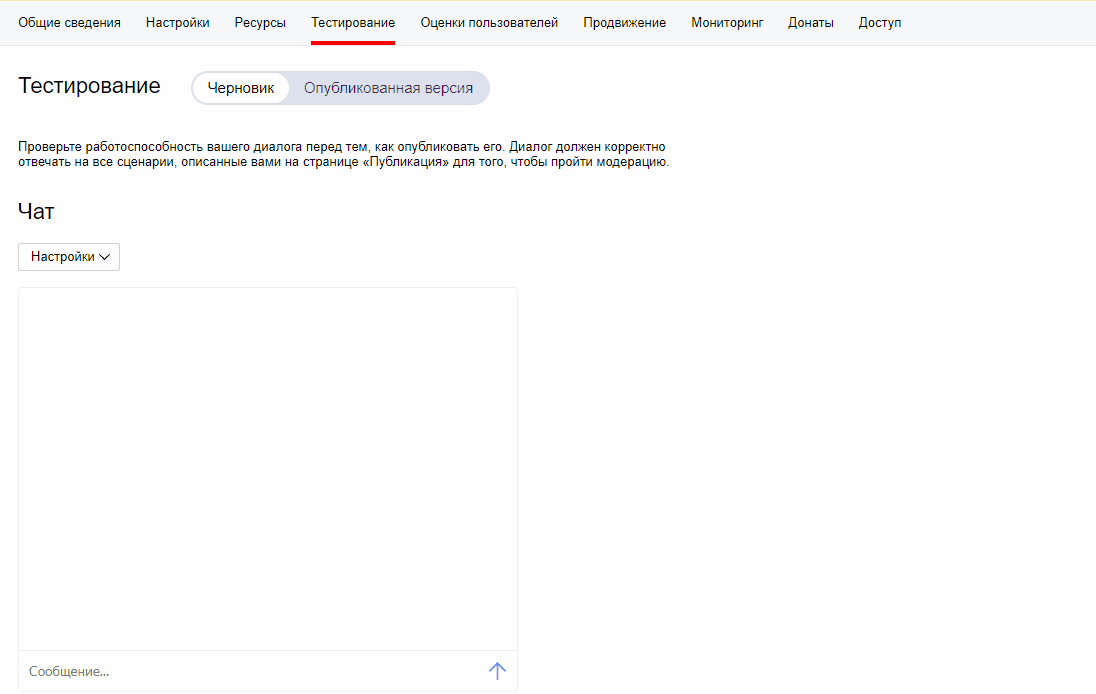 Общие сведения Настройки Ресурсы Тестирование Оценки пользователей Продвижение Мониторинг Донаты Доступ
Тестирование Черновик Опубликованная версия
Проверьте работоспособность вашего диалога перед тем, как опубликовать его. Диалог должен корректно
отвечать на все сценарии, описанные вами на странице «Публикация» для того, чтобы пройти модерацию.
Чат
Настройки
Сообщение...